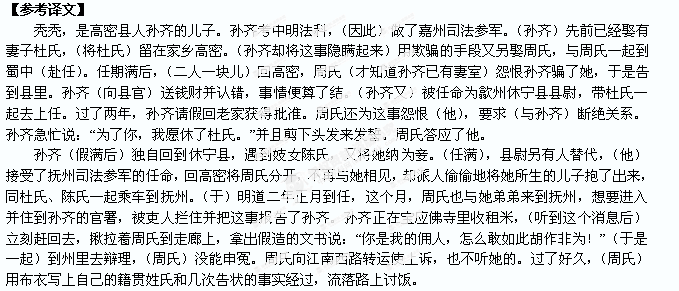 【参考译文】
秃秃，是高密县人孙齐的儿子。孙齐考中明法科，（因此）做了嘉州司法参军。（孙齐）先前已经娶有
妻子杜氏，（将杜氏）留在家乡高密。（孙齐却将这事隐瞒起来）用欺骗的手段又另娶周氏，与周氏一起到
蜀中（赴任）。任期满后，（二人一块儿）回高密，周氏（才知道孙齐已有妻室）怨恨孙齐骗了她，于是告
到县里。孙齐（向县官）送钱财并认错，事情便算了结。（孙齐又）被任命为歙州休宁县县尉，带杜氏一
起去上任。过了两年，孙齐请假回老家获得批准。周氏还为这事怨恨（他），要求（与孙齐）断绝关系。
孙齐急忙说：“为了你，我愿休了杜氏。”并且剪下头发来发誓。周氏答应了他。
孙齐（假满后）独自回到休宁县，遇到妓女陈氏，又将她纳为妾。（任满），县尉另有人替代，（他）
接受了抚州司法参军的任命，回高密将周氏分开，不再与她相见，却派人偷偷地将她所生的儿子抱了出来，
同杜氏、陈氏一起乘车到抚州。（于）明道二年正月到任，这个月，周氏也与她弟弟来到抚州，想要进入
并住到孙齐的官署，被吏人拦住并把这事报告了孙齐。孙齐正在宝应佛寺里收租米，（听到这个消息后）
立刻赶回去，揪拉着周氏到走廊上，拿出假造的文书说：“你是我的佣人，怎么敢如此胡作非为！”（于是
一起）到州里去辩理，（周氏）没能申冤。周氏向江南西路转运使上诉，也不听她的。过了好久，（周氏）
用布衣写上自己的籍贯姓氏和几次告状的事实经过，流落路上讨饭。